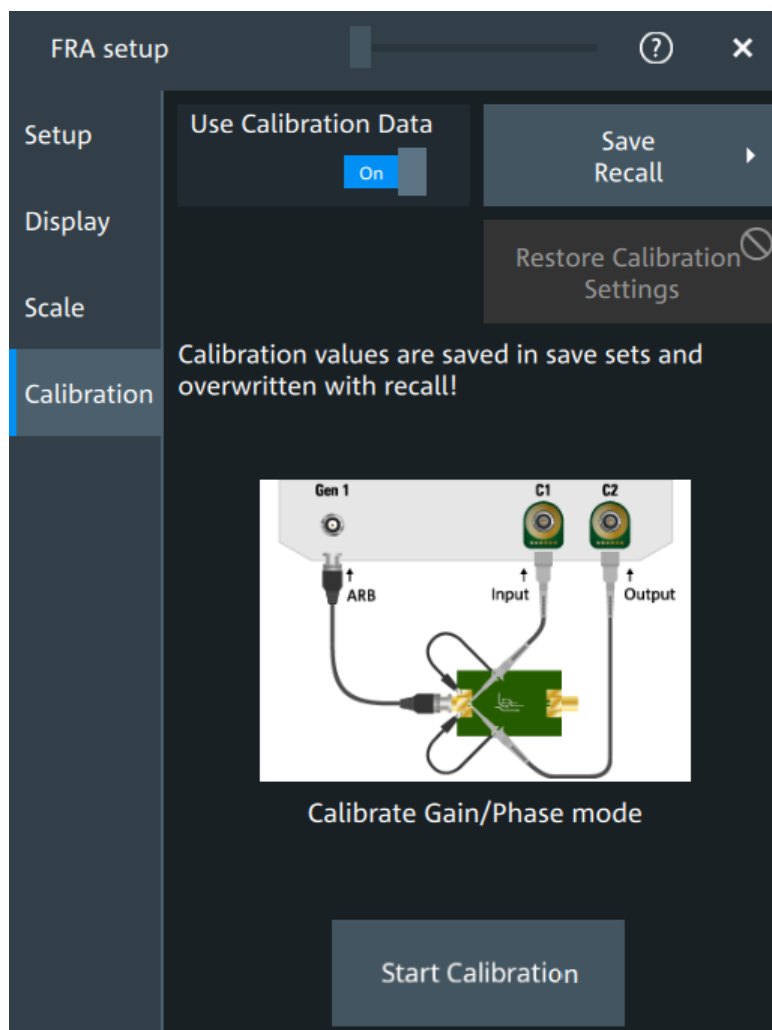 FRA setup
?
Setup
Display
Scale
Calibration
Use Calibration Data
On
Save
Recall
Restore Calibration
Settings
Calibration values are saved in save sets and
overwritten with recall!
Gen 1
C1
C2
ARB
Input
Output
Calibrate Gain/Phase mode
Start Calibration